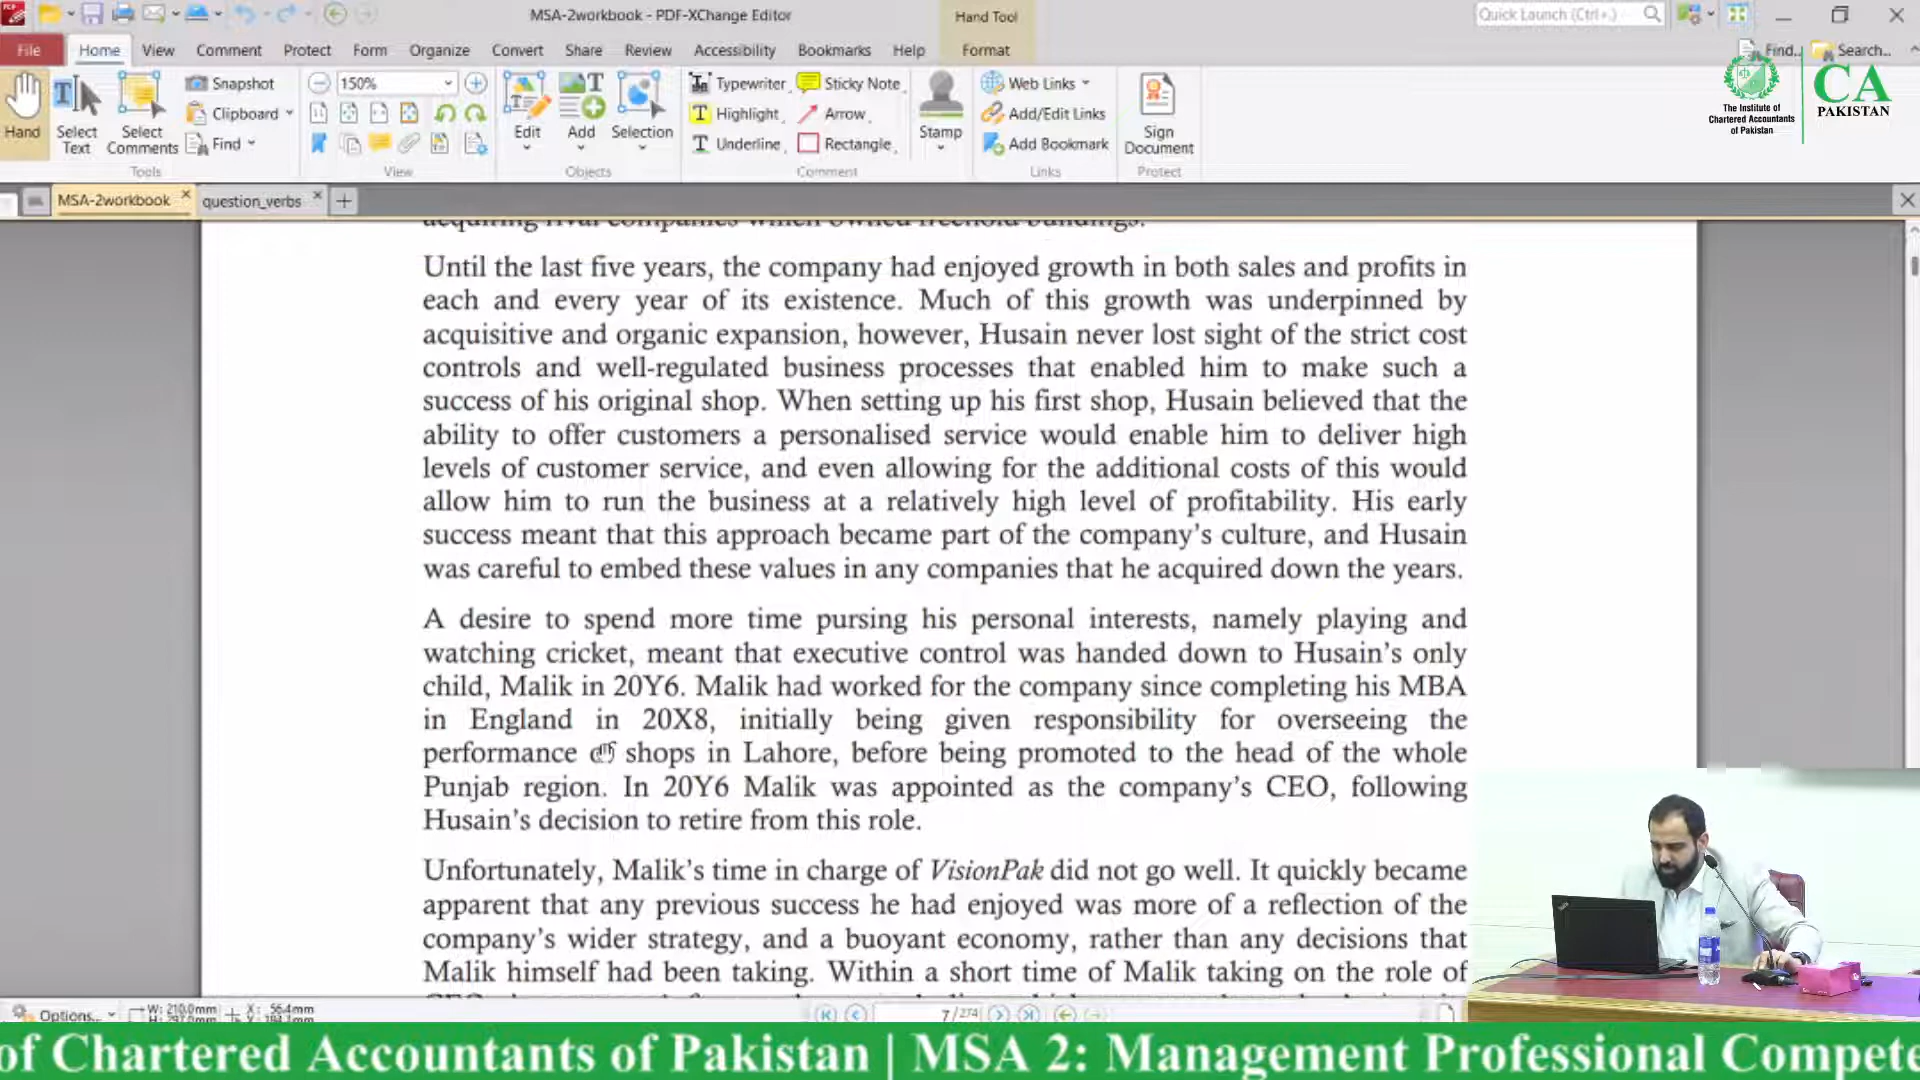 MSA-2workbook - PDF-XChange Editor
Hand Tool
Quick Launch (Ctrl+.)
File
Home
View
Comment
Protect
Form
Organize
Convert
Share
Review
Accessibility
Bookmarks
Help
Format
Find..
Search..
Hand
Select Text
Select Comments
Snapshot
Clipboard
Find
Tools
150%
View
Edit
Add
Selection
Objects
Typewriter
Highlight
Underline
Sticky Note
Arrow
Rectangle
Stamp
Comment
Web Links
Add/Edit Links
Add Bookmark
Links
Sign Document
Protect
The Institute of
Chartered Accountants
of Pakistan
CA
PAKISTAN
MSA-2workbook
question_verbs
acquiring rival companies which owned freehold buildings.
Until the last five years, the company had enjoyed growth in both sales and profits in
each and every year of its existence. Much of this growth was underpinned by
acquisitive and organic expansion, however, Husain never lost sight of the strict cost
controls and well-regulated business processes that enabled him to make such a
success of his original shop. When setting up his first shop, Husain believed that the
ability to offer customers a personalised service would enable him to deliver high
levels of customer service, and even allowing for the additional costs of this would
allow him to run the business at a relatively high level of profitability. His early
success meant that this approach became part of the company's culture, and Husain
was careful to embed these values in any companies that he acquired down the years.
A desire to spend more time pursing his personal interests, namely playing and
watching cricket, meant that executive control was handed down to Husain's only
child, Malik in 20Y6. Malik had worked for the company since completing his MBA
in England in 20X8, initially being given responsibility for overseeing the
performance of shops in Lahore, before being promoted to the head of the whole
Punjab region. In 20Y6 Malik was appointed as the company's CEO, following
Husain's decision to retire from this role.
Unfortunately, Malik's time in charge of VisionPak did not go well. It quickly became
apparent that any previous success he had enjoyed was more of a reflection of the
company's wider strategy, and a buoyant economy, rather than any decisions that
Malik himself had been taking. Within a short time of Malik taking on the role of
Options...
W: 210.0mm
X: 56.4mm
7 / 274
of Chartered Accountants of Pakistan | MSA 2: Management Professional Compete